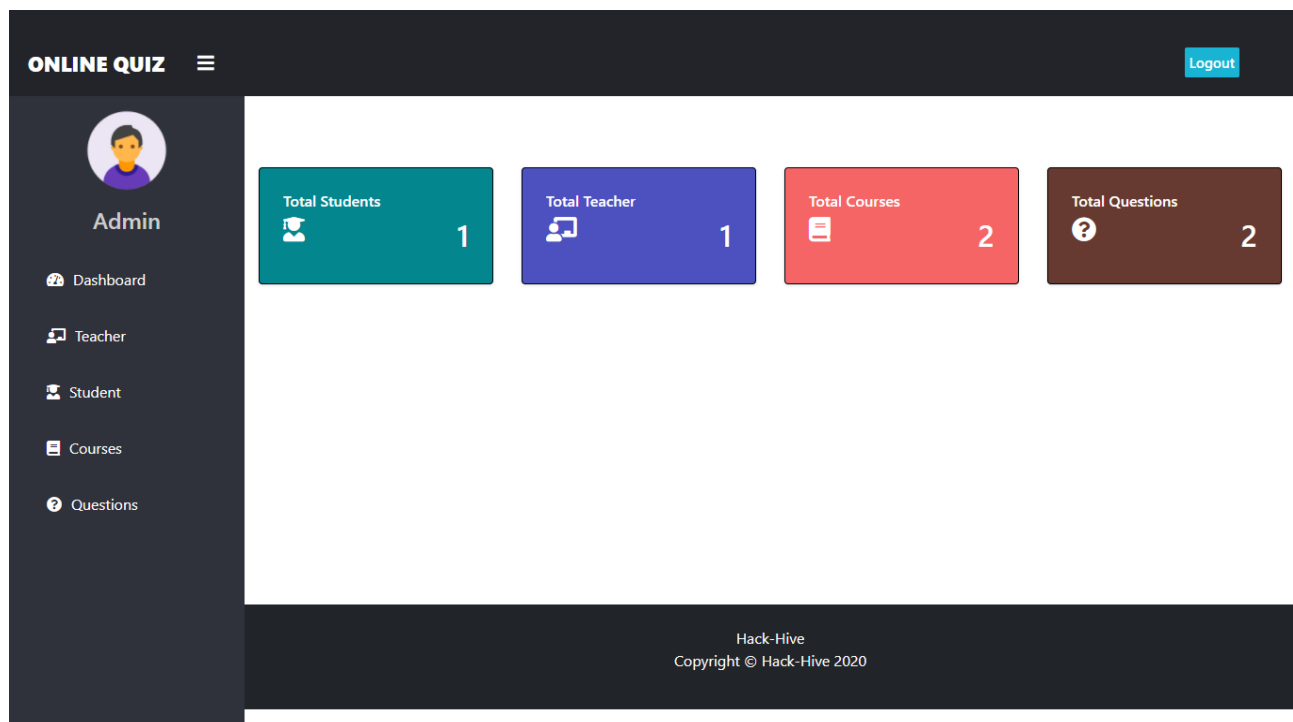 ONLINE QUIZ
Logout
Admin
Dashboard
Teacher
Student
Courses
Questions
Total Students
1
Total Teacher
1
Total Courses
2
Total Questions
2
Hack-Hive
Copyright © Hack-Hive 2020